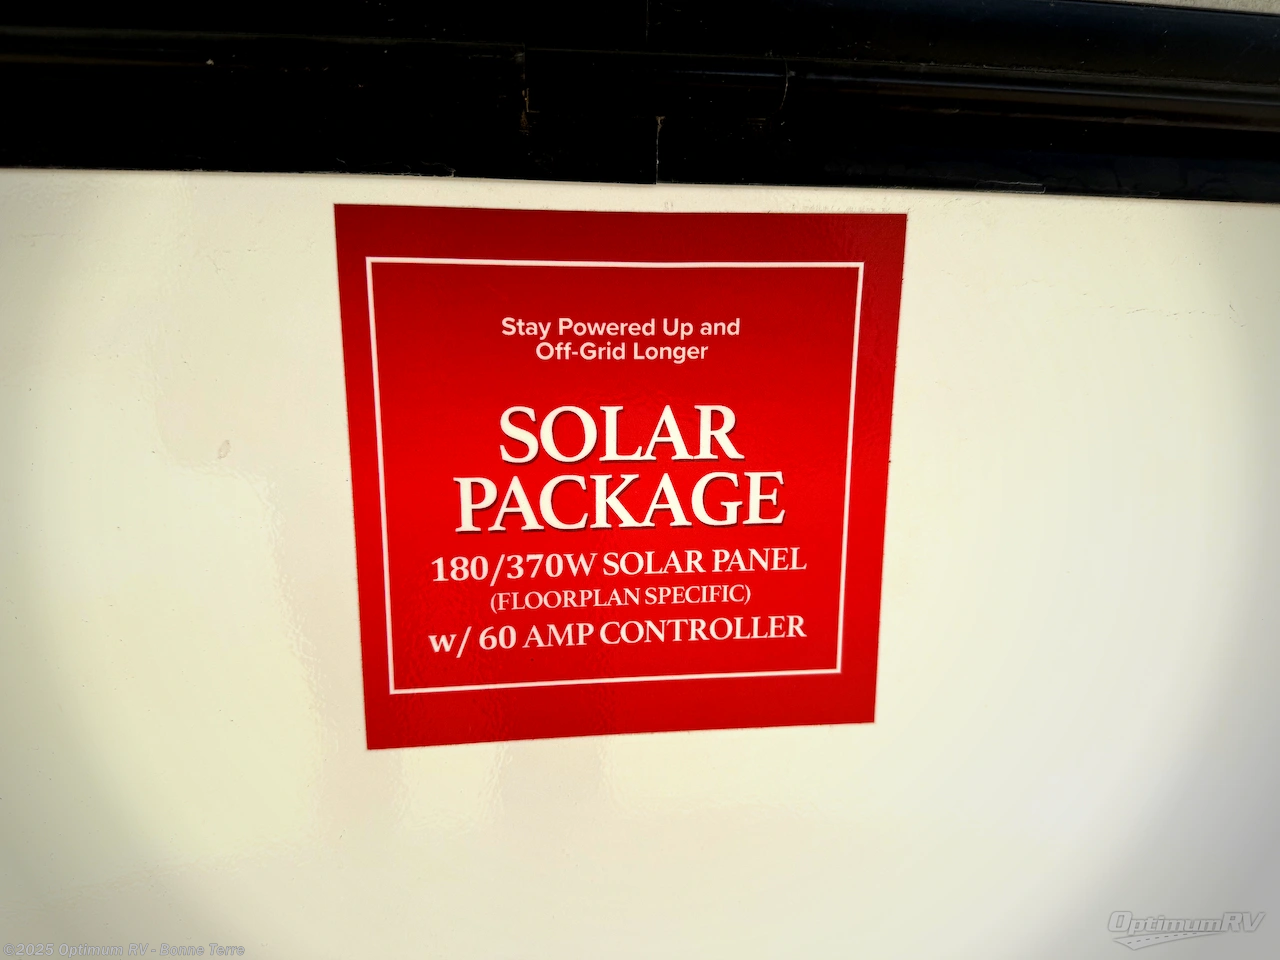 Stay Powered Up and
Off-Grid Longer
SOLAR
PACKAGE
180/370W SOLAR PANEL
(FLOORPLAN SPECIFIC)
w/ 60 AMP CONTROLLER
©2025 Optimum RV - Bonne Terre
OptimumRV